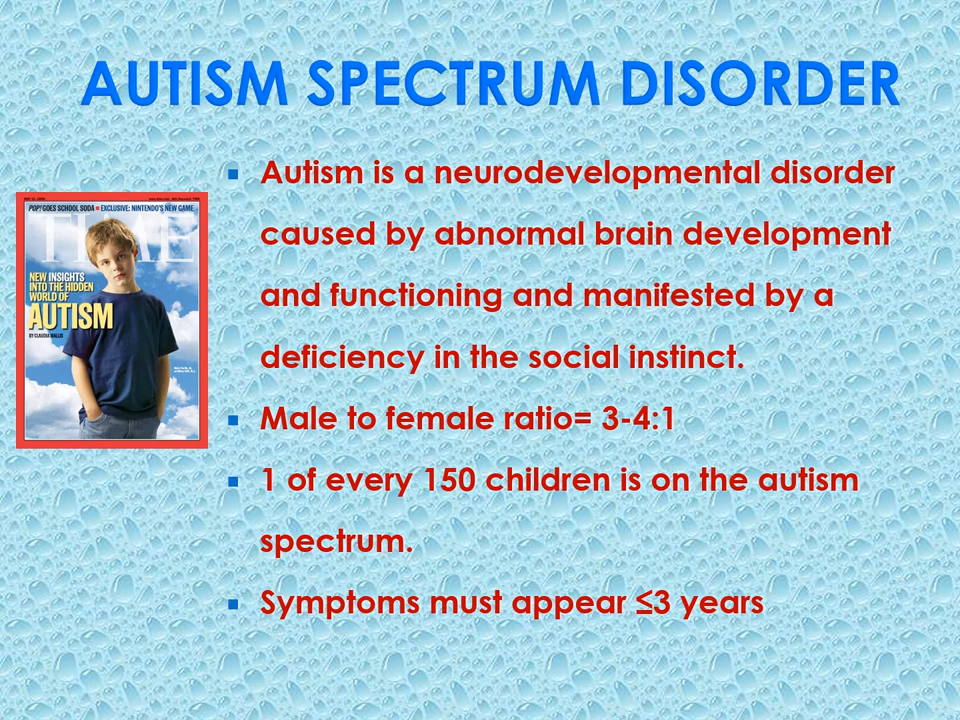 AUTISM SPECTRUM DISORDER
▪ Autism is a neurodevelopmental disorder
caused by abnormal brain development
and functioning and manifested by a
deficiency in the social instinct.
▪ Male to female ratio= 3-4:1
▪ 1 of every 150 children is on the autism
spectrum.
▪ Symptoms must appear ≤3 years
POP! GOES SCHOOL SODA ■ EXCLUSIVE: NINTENDO'S NEW GAME
TIME
NEW INSIGHTS
INTO THE HIDDEN
WORLD OF
AUTISM
BY CLAUDIA WALLIS